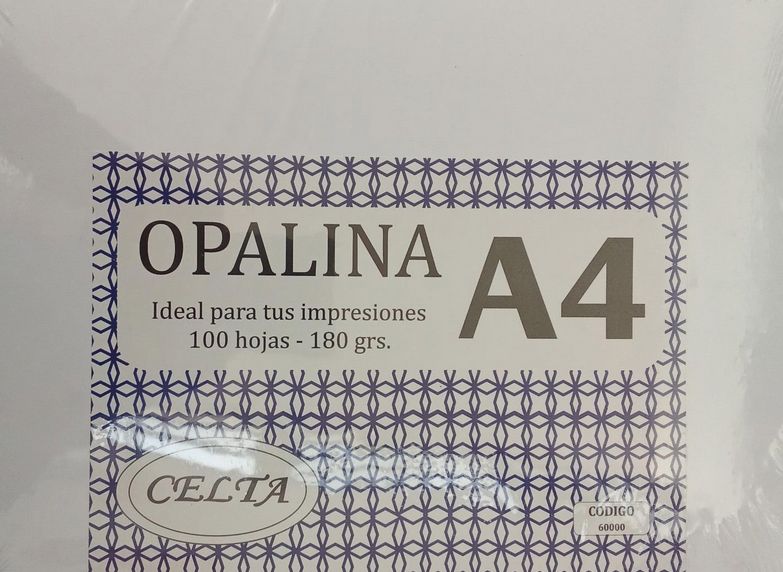 OPALINA
A4
Ideal para tus impresiones
100 hojas - 180 grs.
CELTA
CODIGO
60000